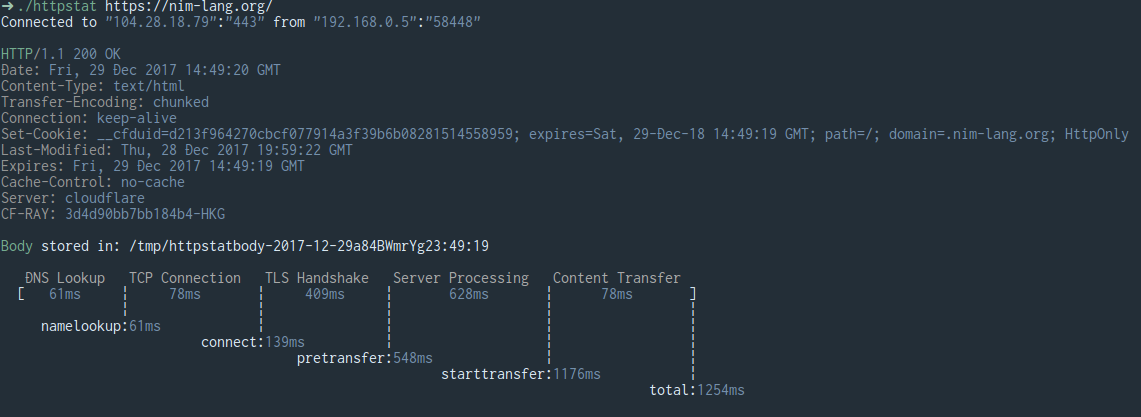 ➜ ./httpstat https://nim-lang.org/
Connected to "104.28.18.79":"443" from "192.168.0.5":"58448"
HTTP/1.1 200 OK
Date: Fri, 29 Dec 2017 14:49:20 GMT
Content-Type: text/html
Transfer-Encoding: chunked
Connection: keep-alive
Set-Cookie: __cfduid=d213f964270cbcf077914a3f39b6b08281514558959; expires=Sat, 29-Dec-18 14:49:19 GMT; path=/; domain=.nim-lang.org; HttpOnly
Last-Modified: Thu, 28 Dec 2017 19:59:22 GMT
Expires: Fri, 29 Dec 2017 14:49:19 GMT
Cache-Control: no-cache
Server: cloudflare
CF-RAY: 3d4d90bb7bb184b4-HKG
Body stored in: /tmp/httpstatbody-2017-12-29a84BWmrYg23:49:19
DNS Lookup TCP Connection TLS Handshake Server Processing Content Transfer
[ 61ms ¦ 78ms ¦ 409ms ¦ 628ms ¦ 78ms ]
namelookup:61ms
connect:139ms
pretransfer:548ms
starttransfer:1176ms
total:1254ms